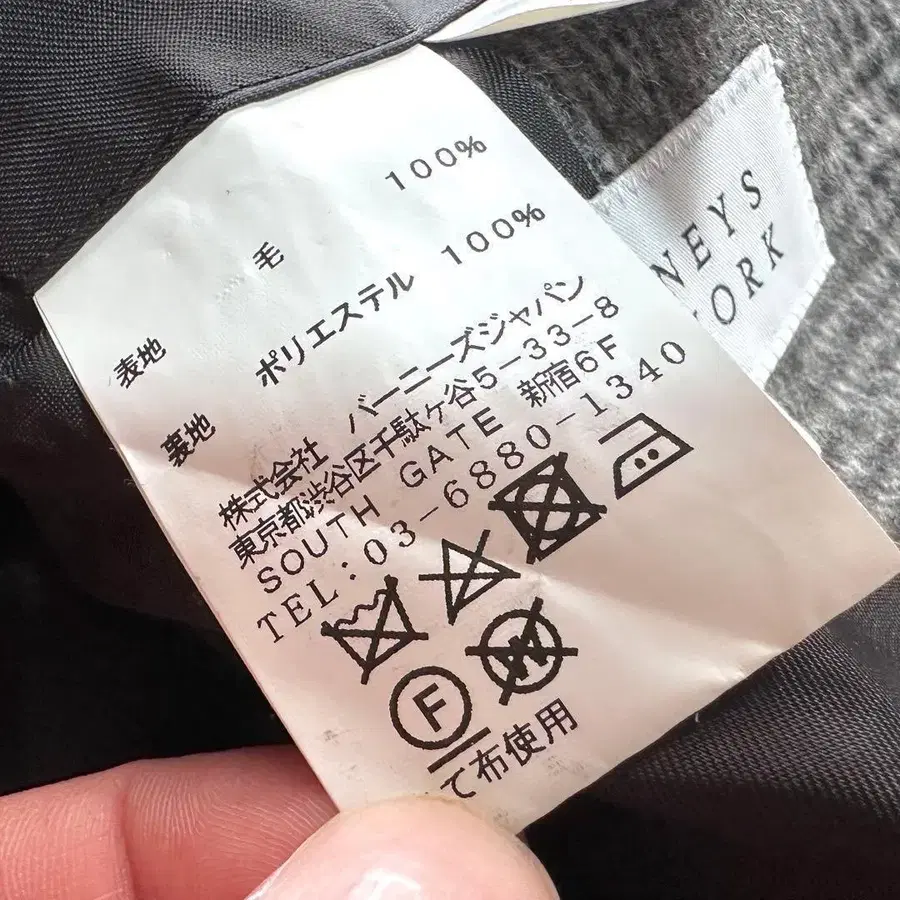 表地 毛 100%
裏地 ポリエステル 100%
株式会社 バーニーズジャパン
東京都渋谷区千駄ヶ谷5-33-8
SOUTH GATE 新宿6F
TEL:03-6880-1340
W
F
て布使用
NEYS
YORK